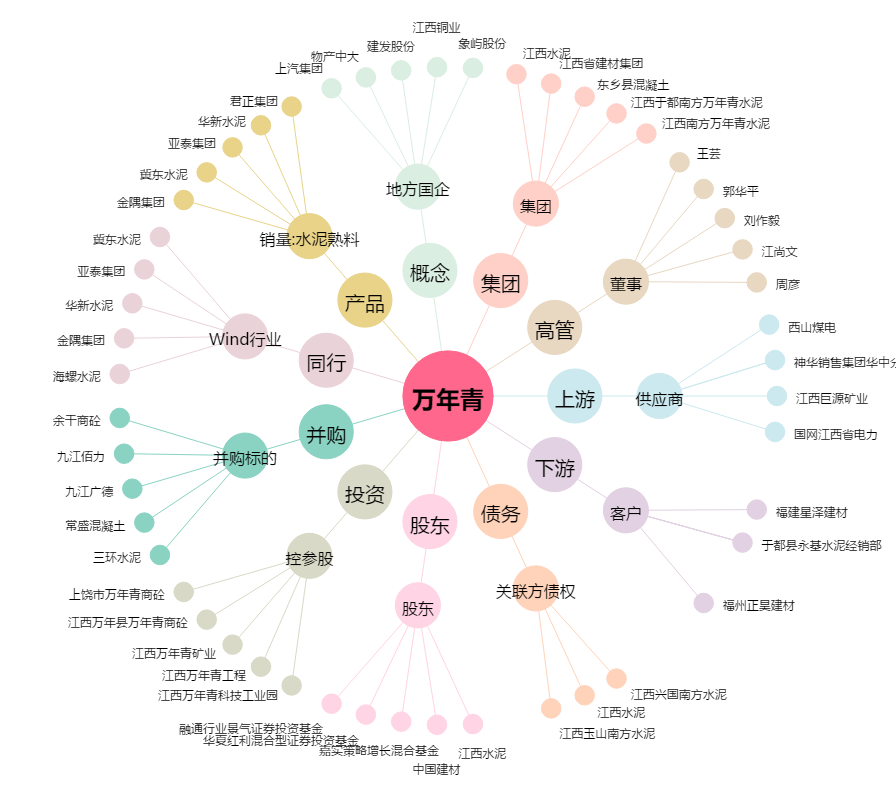 江西铜业
象屿股份
建发股份
物产中大
上汽集团
地方国企
概念
江西水泥
江西省建材集团
东乡县混凝土
江西于都南方万年青水泥
江西南方万年青水泥
集团
集团
王芸
郭华平
刘作毅
江尚文
周彦
董事
高管
西山煤电
神华销售集团华中分
江西巨源矿业
国网江西省电力
供应商
上游
福建星泽建材
于都县永基水泥经销部
福州正昊建材
客户
下游
江西兴国南方水泥
江西水泥
江西玉山南方水泥
关联方债权
债务
江西水泥
中国建材
嘉实策略增长混合基金
华夏红利混合型证券投资基金
融通行业景气证券投资基金
股东
股东
江西万年青科技工业园
江西万年青工程
江西万年青矿业
江西万年县万年青商砼
上饶市万年青商砼
控参股
投资
三环水泥
常盛混凝土
九江广德
九江佰力
余干商砼
并购标的
并购
海螺水泥
金隅集团
华新水泥
亚泰集团
冀东水泥
Wind行业
同行
金隅集团
冀东水泥
亚泰集团
华新水泥
君正集团
销量:水泥熟料
产品
万年青